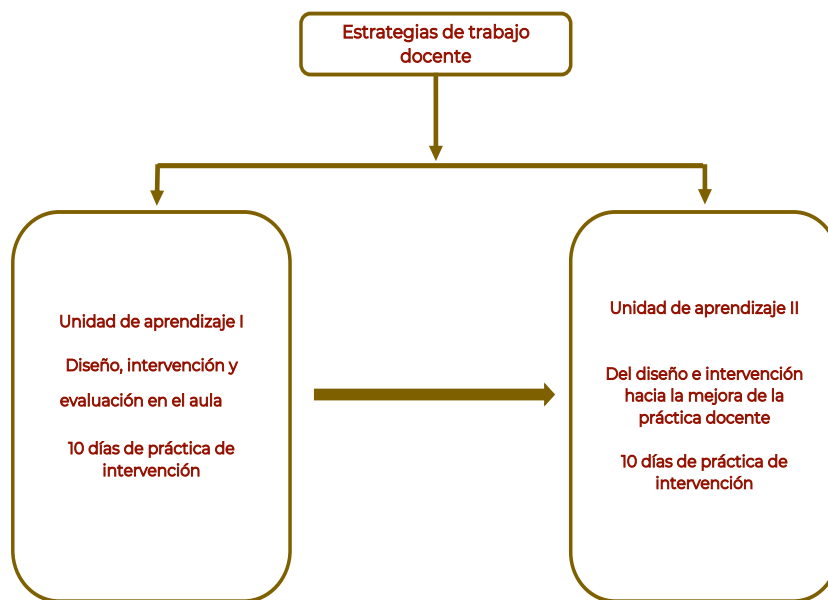 Estrategias de trabajo
docente
Unidad de aprendizaje I
Diseño, intervención y
evaluación en el aula
10 días de práctica de
intervención
Unidad de aprendizaje II
Del diseño e intervención
hacia la mejora de la
práctica docente
10 días de práctica de
intervención